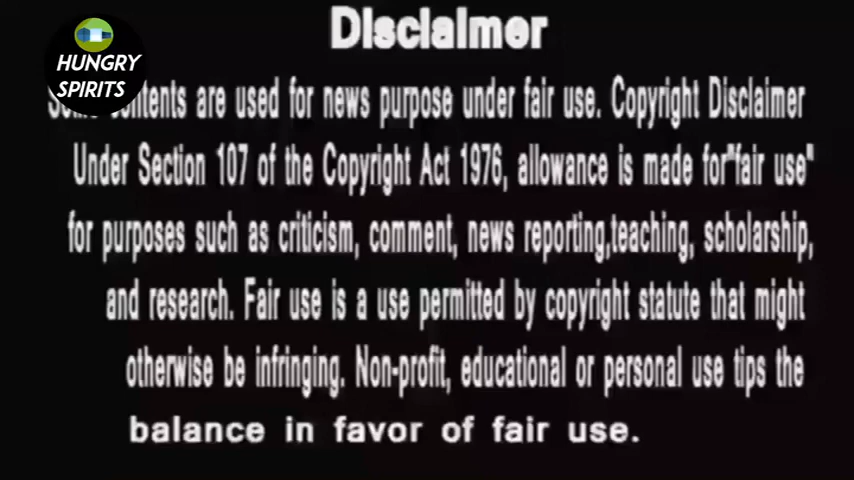 Disclaimer
HUNGRY
SPIRITS
contents are used for news purpose under fair use. Copyright Disclaimer
Under Section 107 of the Copyright Act 1976, allowance is made for"fair use"
for purposes such as criticism, comment, news reporting,teaching, scholarship,
and research. Fair use is a use permitted by copyright statute that might
otherwise be infringing. Non-profit, educational or personal use tips the
balance in favor of fair use.